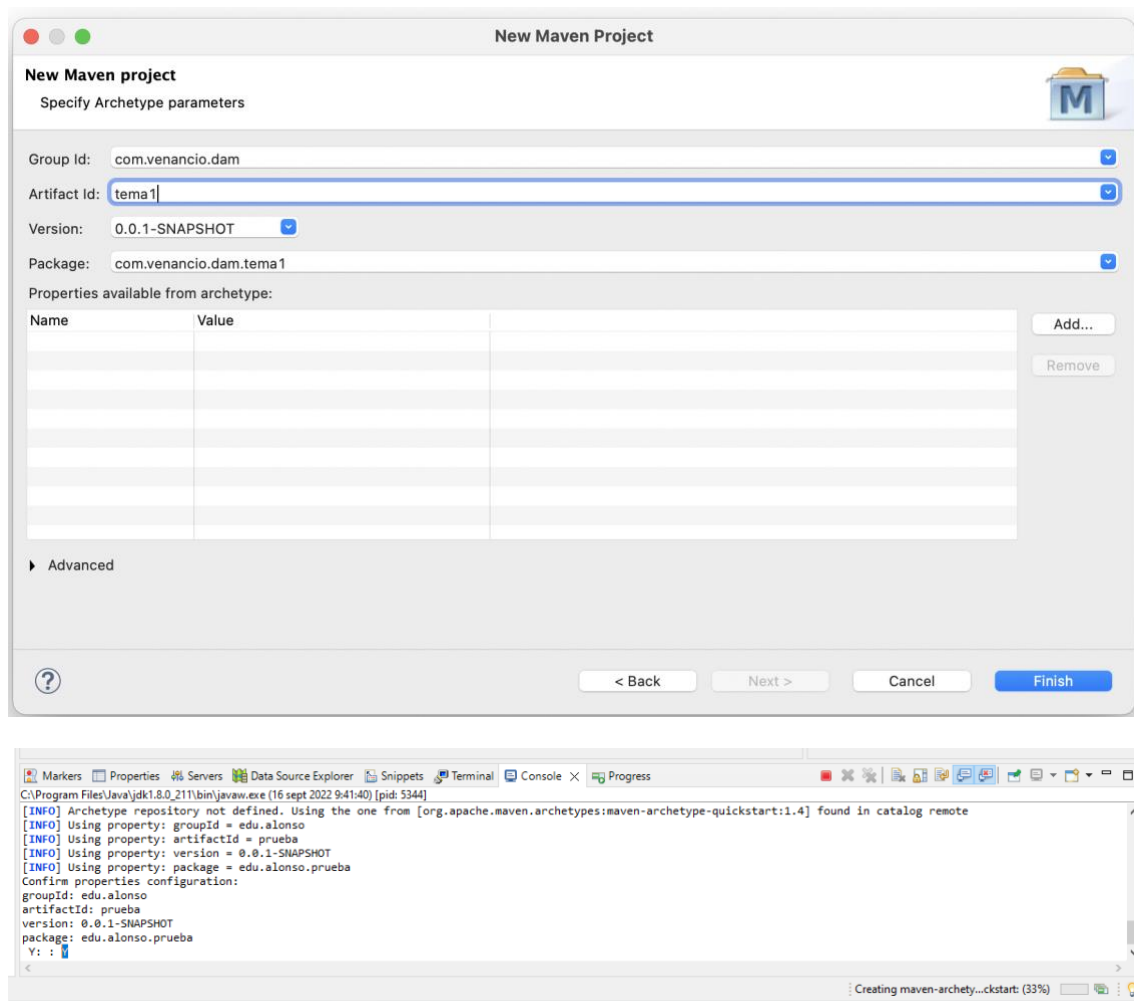 New Maven Project
New Maven project
Specify Archetype parameters
M
Group Id: com.venancio.dam
Artifact Id: tema1
Version: 0.0.1-SNAPSHOT
Package: com.venancio.dam.tema1
Properties available from archetype:
Name Value
Add...
Remove
Advanced
? < Back Next > Cancel Finish
Markers Properties Servers Data Source Explorer Snippets Terminal Console Progress
C:\Program Files\Java\jdk1.8.0_211\bin\javaw.exe (16 sept 2022 9:41:40) [pid: 5344]
[INFO] Archetype repository not defined. Using the one from [org.apache.maven.archetypes:maven-archetype-quickstart:1.4] found in catalog remote
[INFO] Using property: groupId = edu.alonso
[INFO] Using property: artifactId = prueba
[INFO] Using property: version = 0.0.1-SNAPSHOT
[INFO] Using property: package = edu.alonso.prueba
Confirm properties configuration:
groupId: edu.alonso
artifactId: prueba
version: 0.0.1-SNAPSHOT
package: edu.alonso.prueba
Y: : Y
Creating maven-archety...ckstart: (33%)